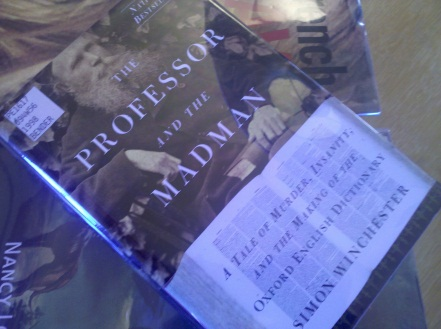 THE
PROFESSOR
AND THE
MADMAN
A TALE OF MURDER, INSANITY,
AND THE MAKING OF THE
OXFORD ENGLISH DICTIONARY
SIMON WINCHESTER
1998
nch
NANCY